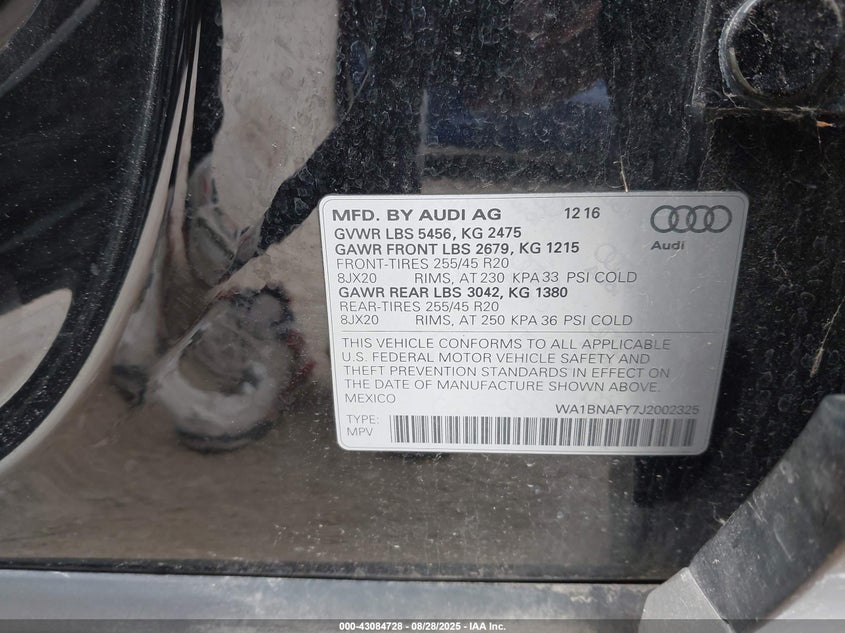 MFD. BY AUDI AG 12 16
GVWR LBS 5456, KG 2475
GAWR FRONT LBS 2679, KG 1215
FRONT-TIRES 255/45 R20
8JX20 RIMS, AT 230 KPA 33 PSI COLD
GAWR REAR LBS 3042, KG 1380
REAR-TIRES 255/45 R20
8JX20 RIMS, AT 250 KPA 36 PSI COLD
Audi
THIS VEHICLE CONFORMS TO ALL APPLICABLE
U.S. FEDERAL MOTOR VEHICLE SAFETY AND
THEFT PREVENTION STANDARDS IN EFFECT ON
THE DATE OF MANUFACTURE SHOWN ABOVE.
MEXICO WA1BNAFY7J2002325
TYPE:
MPV
000-43084728 - 08/28/2025 - IAA Inc.